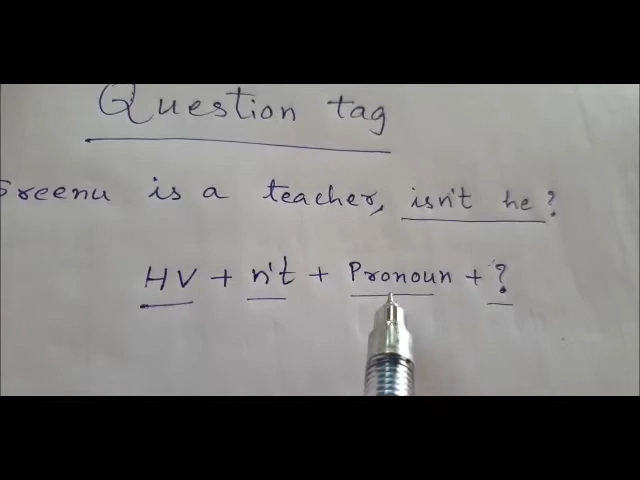 Question tag
Sreenu is a teacher, isn't he?
HV + n't + Pronoun + ?